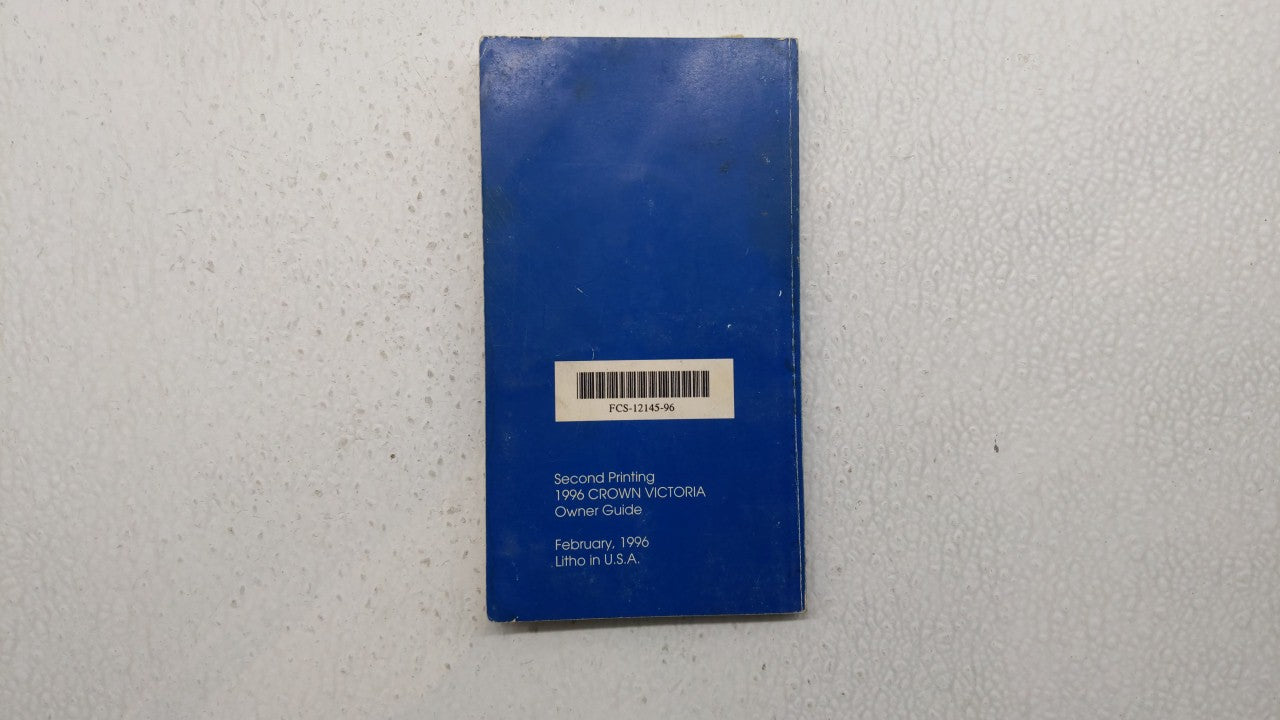 FCS-12145-96
Second Printing
1996 CROWN VICTORIA
Owner Guide
February, 1996
Litho in U.S.A.